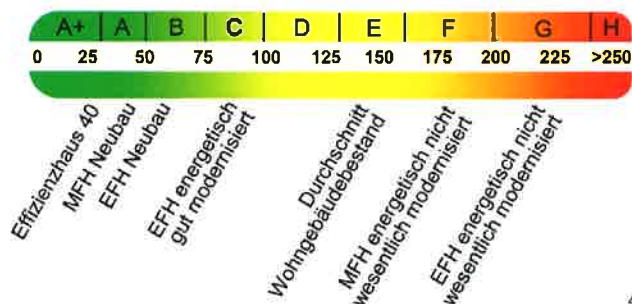 A+ A B C D E F G H
0 25 50 75 100 125 150 175 200 225 >250
Effizienzhaus 40
MFH Neubau
EFH Neubau
EFH energetisch
gut modernisiert
Durchschnitt
Wohngebäudebestand
MFH energetisch nicht
wesentlich modernisiert
EFH energetisch nicht
wesentlich modernisiert